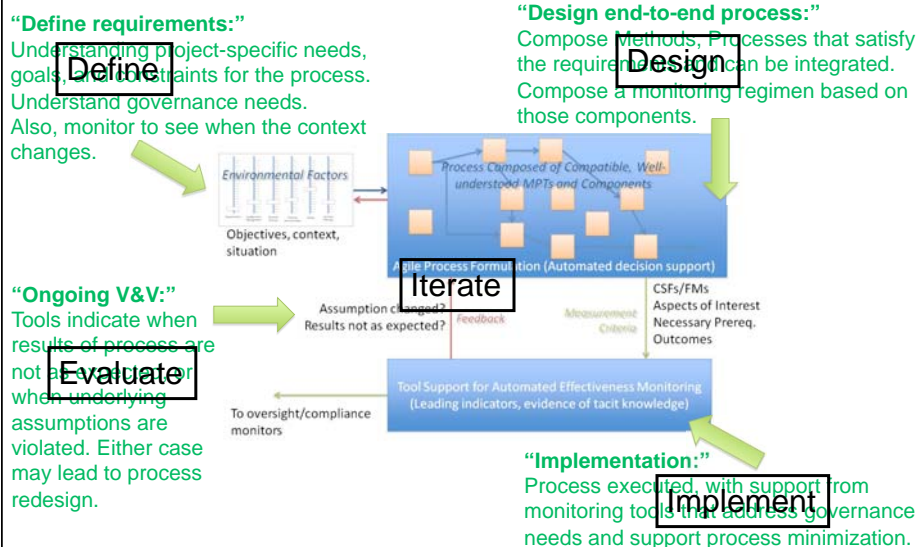 “Define requirements:”
Understanding project-specific needs,
goals, and constraints for the process.
Understand governance needs.
Also, monitor to see when the context
changes.
Define
“Design end-to-end process:”
Compose Methods, Processes that satisfy
the requirements and can be integrated.
Compose a monitoring regimen based on
those components.
Design
Environmental Factors
Objectives, context,
situation
Process Composed of Compatible, Well-
understood MPTs and Components
Agile Process Formulation (Automated decision support)
Iterate
“Ongoing V&V:”
Tools indicate when
results of process are
not as expected, or
when underlying
assumptions are
violated. Either case
may lead to process
redesign.
Evaluate
Assumption changed?
Results not as expected?
Feedback
Measurement
Criteria
CSFs/FMs
Aspects of Interest
Necessary Prereq.
Outcomes
Tool Support for Automated Effectiveness Monitoring
(Leading indicators, evidence of tacit knowledge)
To oversight/compliance
monitors
“Implementation:”
Process executed, with support from
monitoring tools that address governance
needs and support process minimization.
Implement